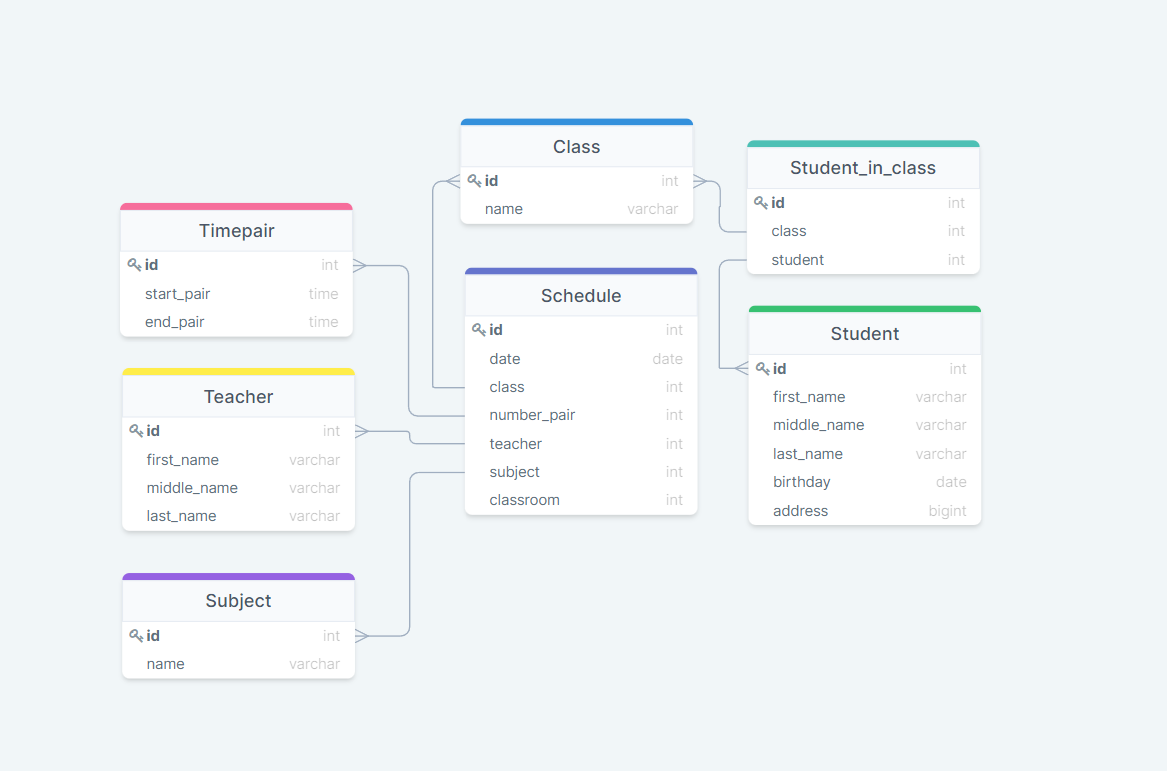 Class
id int
name varchar
Student_in_class
id int
class int
student int
Timepair
id int
start_pair time
end_pair time
Schedule
id int
date date
class int
number_pair int
teacher int
subject int
classroom int
Student
id int
first_name varchar
middle_name varchar
last_name varchar
birthday date
address bigint
Teacher
id int
first_name varchar
middle_name varchar
last_name varchar
Subject
id int
name varchar